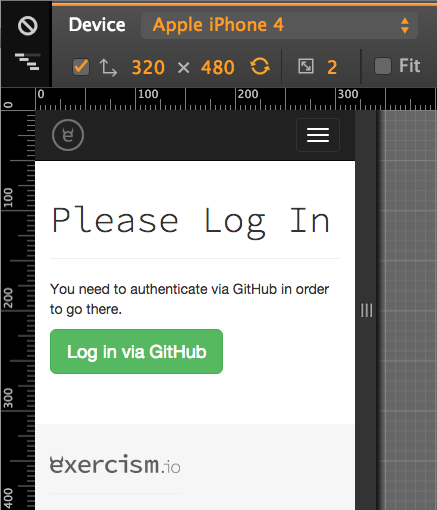 Device Apple iPhone 4
320 × 480 2 Fit
0 100 200 300
0
100
200
300
400
Please Log In
You need to authenticate via GitHub in order
to go there.
Log in via GitHub
exercism.io